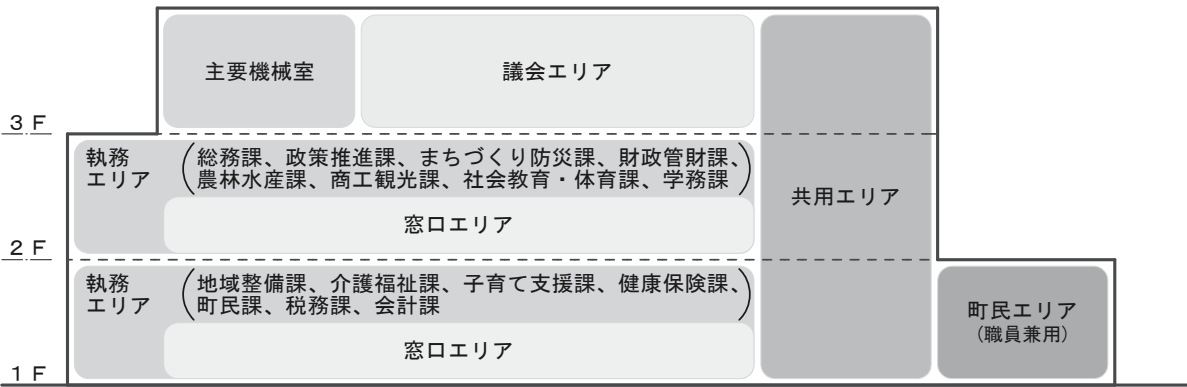 主要機械室
議会エリア
３Ｆ
執務
エリア
（総務課、政策推進課、まちづくり防災課、財政管財課、
農林水産課、商工観光課、社会教育・体育課、学務課）
共用エリア
窓口エリア
２Ｆ
執務
エリア
（地域整備課、介護福祉課、子育て支援課、健康保険課、
町民課、税務課、会計課）
町民エリア
（職員兼用）
窓口エリア
１Ｆ